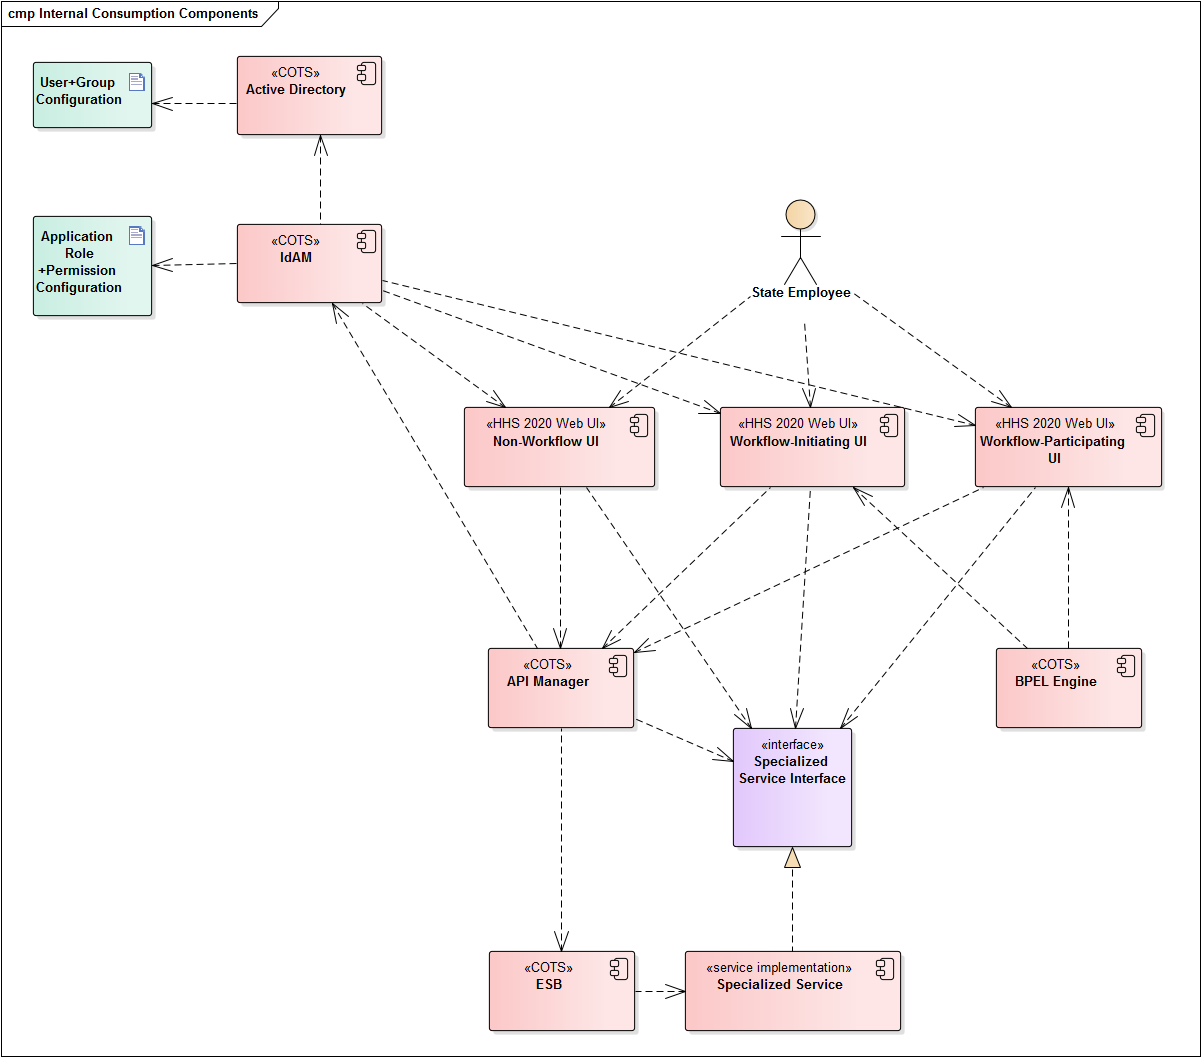 cmp Internal Consumption Components
User+Group
Configuration
«COTS»
Active Directory
Application
Role
+Permission
Configuration
«COTS»
IdAM
State Employee
«HHS 2020 Web UI»
Non-Workflow UI
«HHS 2020 Web UI»
Workflow-Initiating UI
«HHS 2020 Web UI»
Workflow-Participating
UI
«COTS»
API Manager
«COTS»
BPEL Engine
«interface»
Specialized
Service Interface
«COTS»
ESB
«service implementation»
Specialized Service